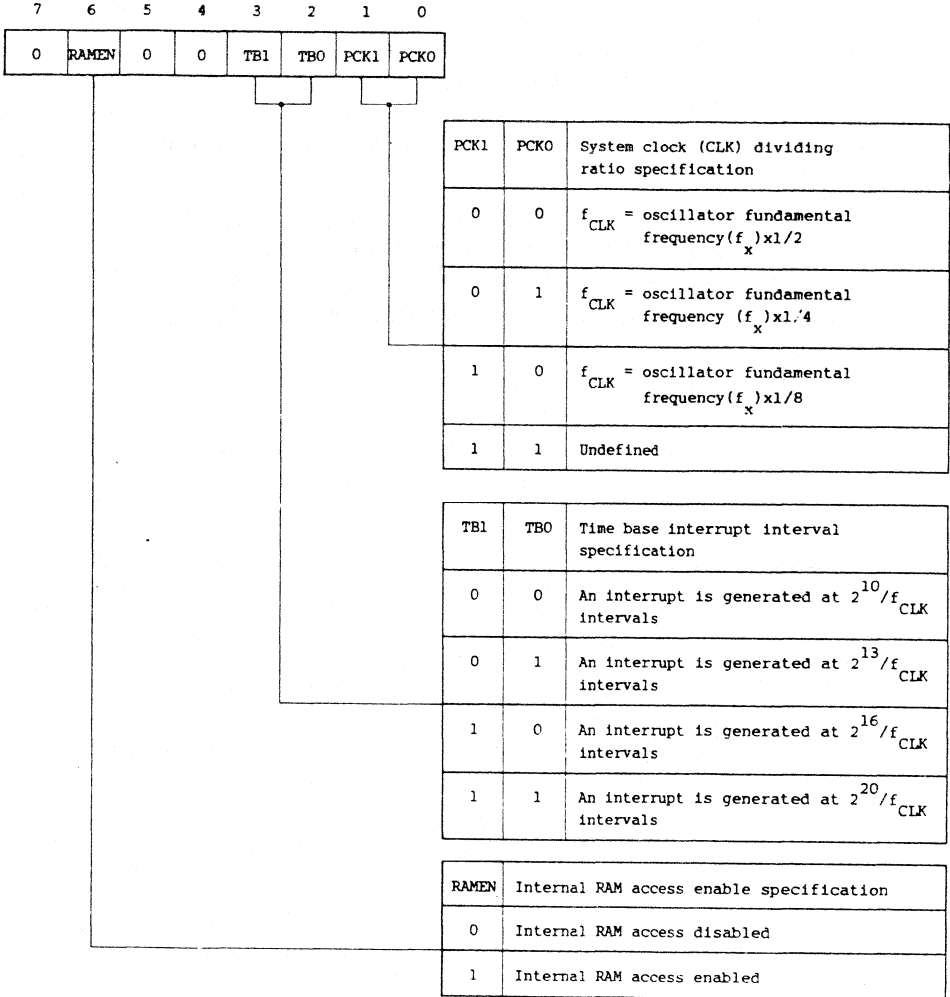 7 6 5 4 3 2 1 0
0 RAMEN 0 0 TB1 TB0 PCK1 PCK0
PCK1 PCK0 System clock (CLK) dividing
ratio specification
0 0 fCLK = oscillator fundamental
frequency(fx)x1/2
0 1 fCLK = oscillator fundamental
frequency (fx)x1/4
1 0 fCLK = oscillator fundamental
frequency(fx)x1/8
1 1 Undefined
TB1 TB0 Time base interrupt interval
specification
0 0 An interrupt is generated at 2^10/fCLK
intervals
0 1 An interrupt is generated at 2^13/fCLK
intervals
1 0 An interrupt is generated at 2^16/fCLK
intervals
1 1 An interrupt is generated at 2^20/fCLK
intervals
RAMEN Internal RAM access enable specification
0 Internal RAM access disabled
1 Internal RAM access enabled